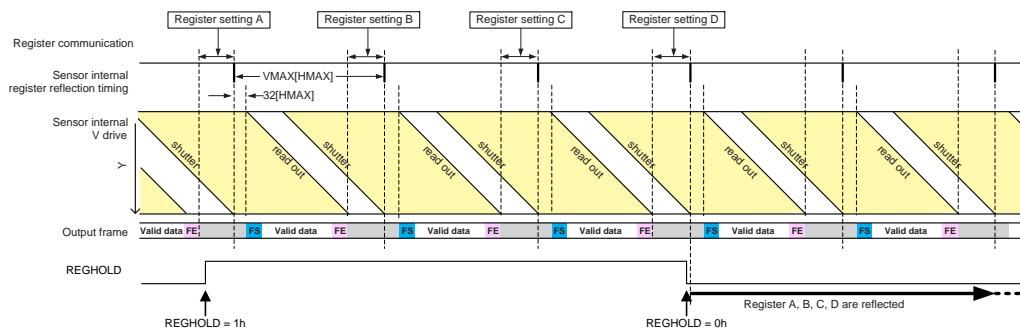 Register setting A
Register setting B
Register setting C
Register setting D
Register communication
Sensor internal
register reflection timing
VMAX[HMAX]
32[HMAX]
Sensor internal
V drive
Y
shutter
read out
shutter
read out
shutter
read out
shutter
read out
shutter
read out
shutter
Output frame
Valid data FE FS Valid data FE FS Valid data FE FS Valid data FE FS Valid data FE FS Valid data FE
REGHOLD
Register A, B, C, D are reflected
REGHOLD = 1h
REGHOLD = 0h